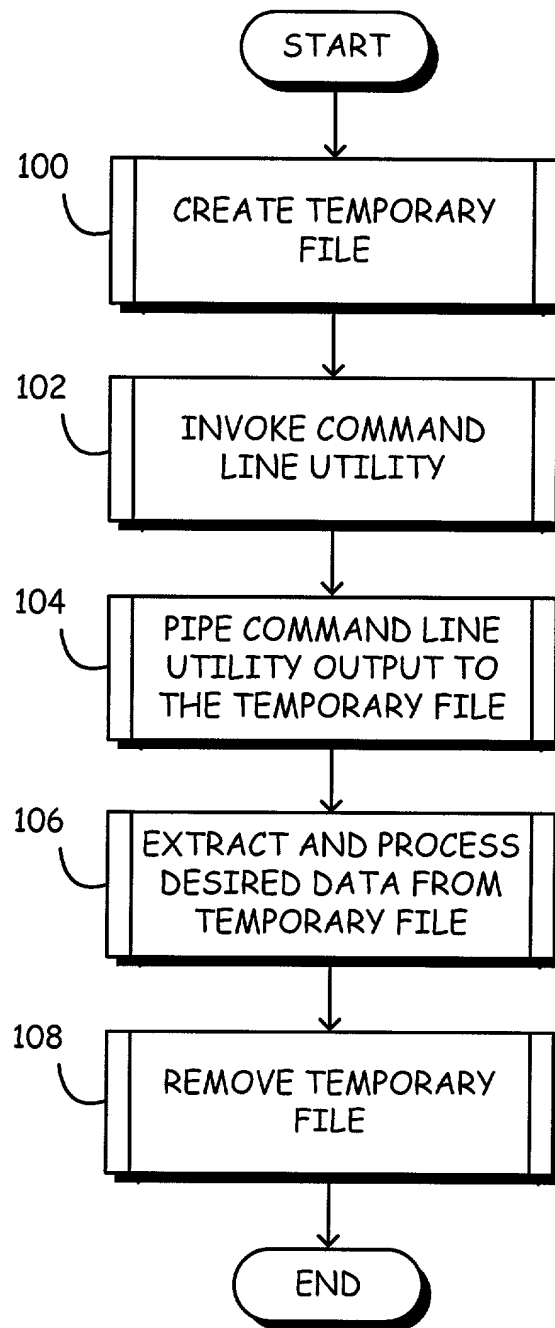 START
100
CREATE TEMPORARY
FILE
102
INVOKE COMMAND
LINE UTILITY
104
PIPE COMMAND LINE
UTILITY OUTPUT TO
THE TEMPORARY FILE
106
EXTRACT AND PROCESS
DESIRED DATA FROM
TEMPORARY FILE
108
REMOVE TEMPORARY
FILE
END